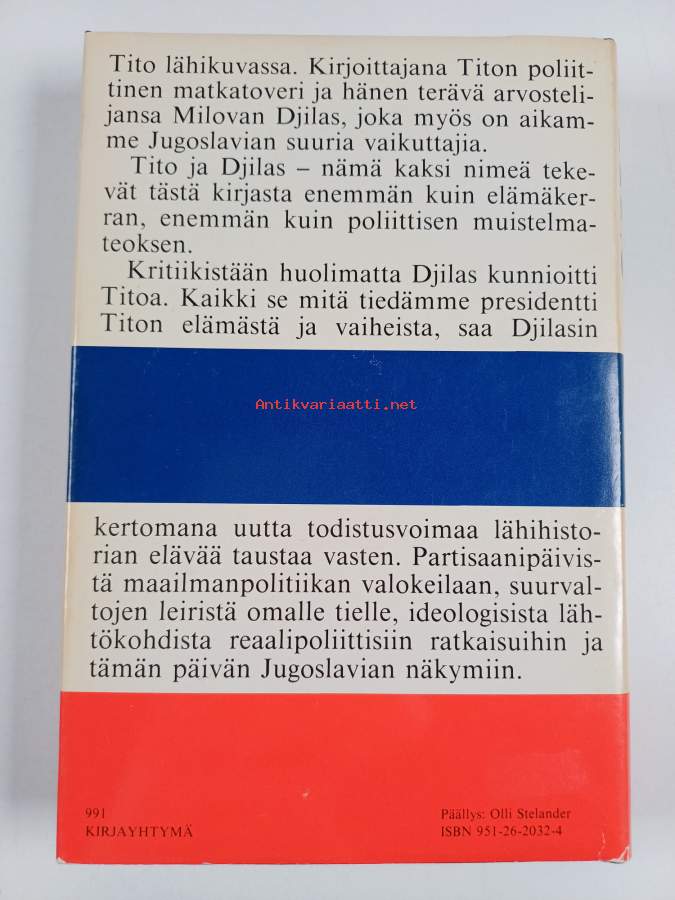 Tito lähikuvassa. Kirjoittajana Titon poliit-
tinen matkatoveri ja hänen terävä arvosteli-
jansa Milovan Djilas, joka myös on aikam-
me Jugoslavian suuria vaikuttajia.
Tito ja Djilas – nämä kaksi nimeä teke-
vät tästä kirjasta enemmän kuin elämäker-
ran, enemmän kuin poliittisen muistelma-
teoksen.
Kritiikistään huolimatta Djilas kunnioitti
Titoa. Kaikki se mitä tiedämme presidentti
Titon elämästä ja vaiheista, saa Djilasin
Antikvariaatti.net
kertomana uutta todistusvoimaa lähihisto-
rian elävää taustaa vasten. Partisaanipäivis-
tä maailmanpolitiikan valokeilaan, suurval-
tojen leiristä omalle tielle, ideologisista läh-
tökohdista reaalipoliittisiin ratkaisuihin ja
tämän päivän Jugoslavian näkymiin.
991
KIRJAYHTYMÄ
Päällys: Olli Stelander
ISBN 951-26-2032-4